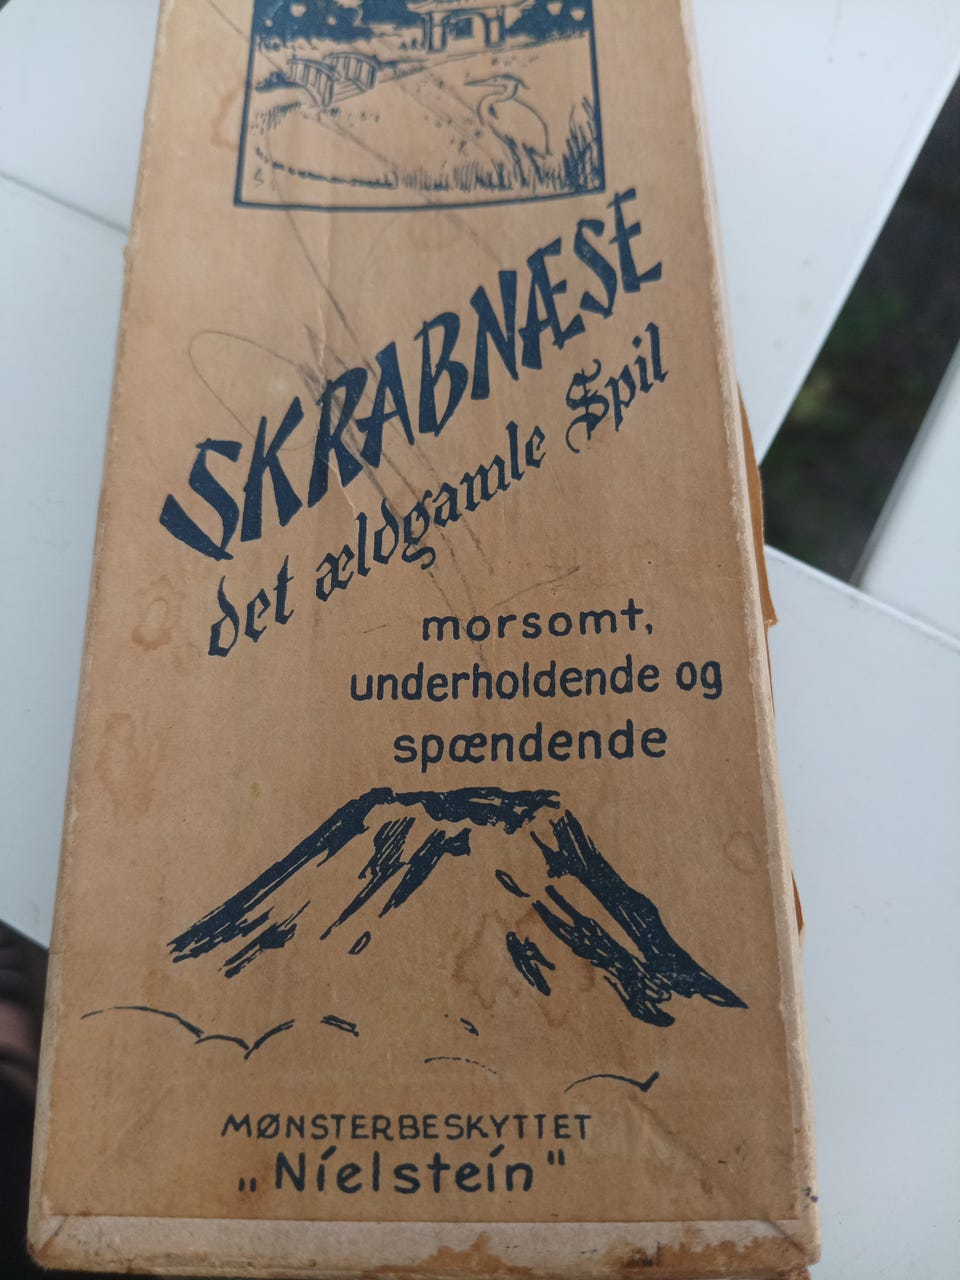 SKRABNÆSE
det ældgamle Spil
morsomt,
underholdende og
spændende
MØNSTERBESKYTTET
„Nielstein"